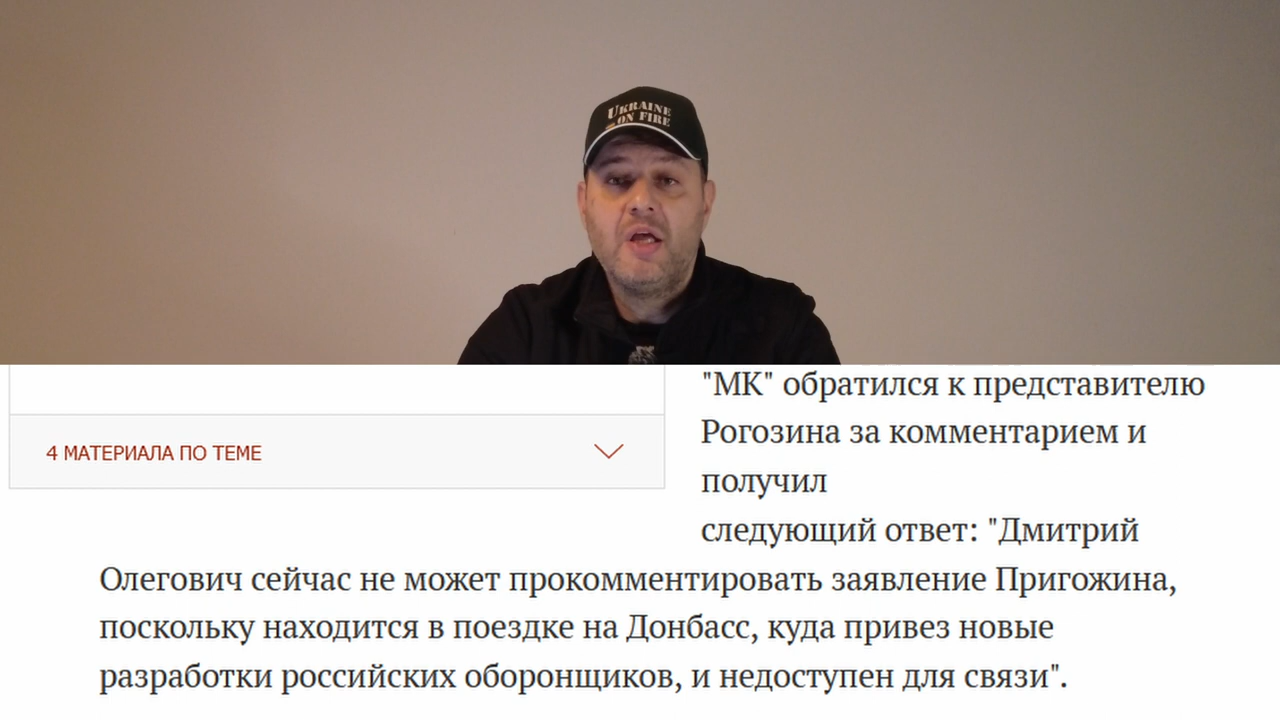 UKRAINE
ON FIRE
"МК" обратился к представителю
4 МАТЕРИАЛА ПО ТЕМЕ
Рогозина за комментарием и
получил
следующий ответ: "Дмитрий
Олегович сейчас не может прокомментировать заявление Пригожина,
поскольку находится в поездке на Донбасс, куда привез новые
разработки российских оборонщиков, и недоступен для связи".